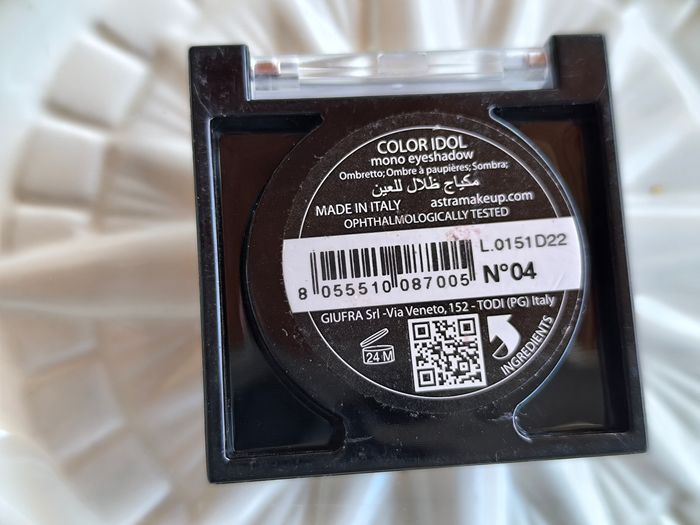 COLOR IDOL
mono eyeshadow
Ombretto; Ombre à paupières; Sombra;
مكياج ظلال للعين
MADE IN ITALY astramakeup.com
OPHTHALMOLOGICALLY TESTED
L.0151D22
8 055510 087005 N°04
GIUFRA Srl -Via Veneto, 152 - TODI (PG) Italy
24 M
INGREDIENTS